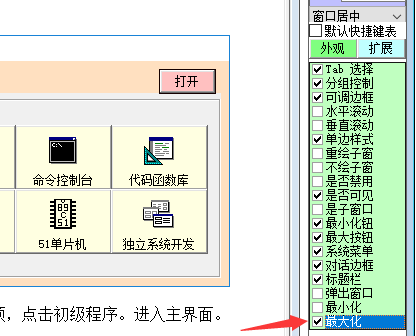 打开
命令控制台
代码函数库
51单片机
独立系统开发
点击初级程序。进入主界面。
窗口居中
默认快捷键表
外观
扩展
Tab 选择
分组控制
可调边框
水平滚动
垂直滚动
单边样式
重绘子窗
不绘子窗
是否禁用
是否可见
是子窗口
最小化钮
最大按钮
系统菜单
对话边框
标题栏
弹出窗口
最小化
最大化